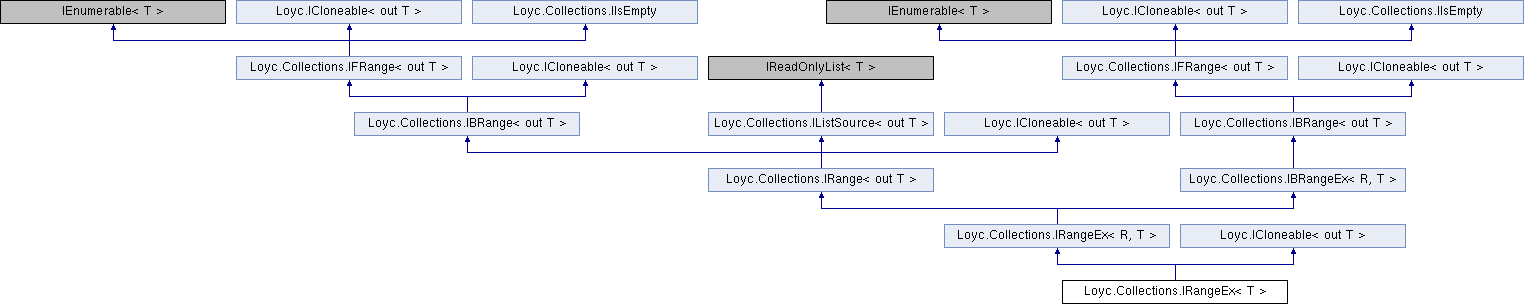 IEnumerable< T >
Loyc.ICloneable< out T >
Loyc.Collections.IIsEmpty
IEnumerable< T >
Loyc.ICloneable< out T >
Loyc.Collections.IIsEmpty
Loyc.Collections.IFRange< out T >
Loyc.ICloneable< out T >
IReadOnlyList< T >
Loyc.Collections.IFRange< out T >
Loyc.ICloneable< out T >
Loyc.Collections.IBRange< out T >
Loyc.Collections.IListSource< out T >
Loyc.ICloneable< out T >
Loyc.Collections.IBRange< out T >
Loyc.Collections.IRange< out T >
Loyc.Collections.IBRangeEx< R, T >
Loyc.Collections.IRangeEx< R, T >
Loyc.ICloneable< out T >
Loyc.Collections.IRangeEx< T >